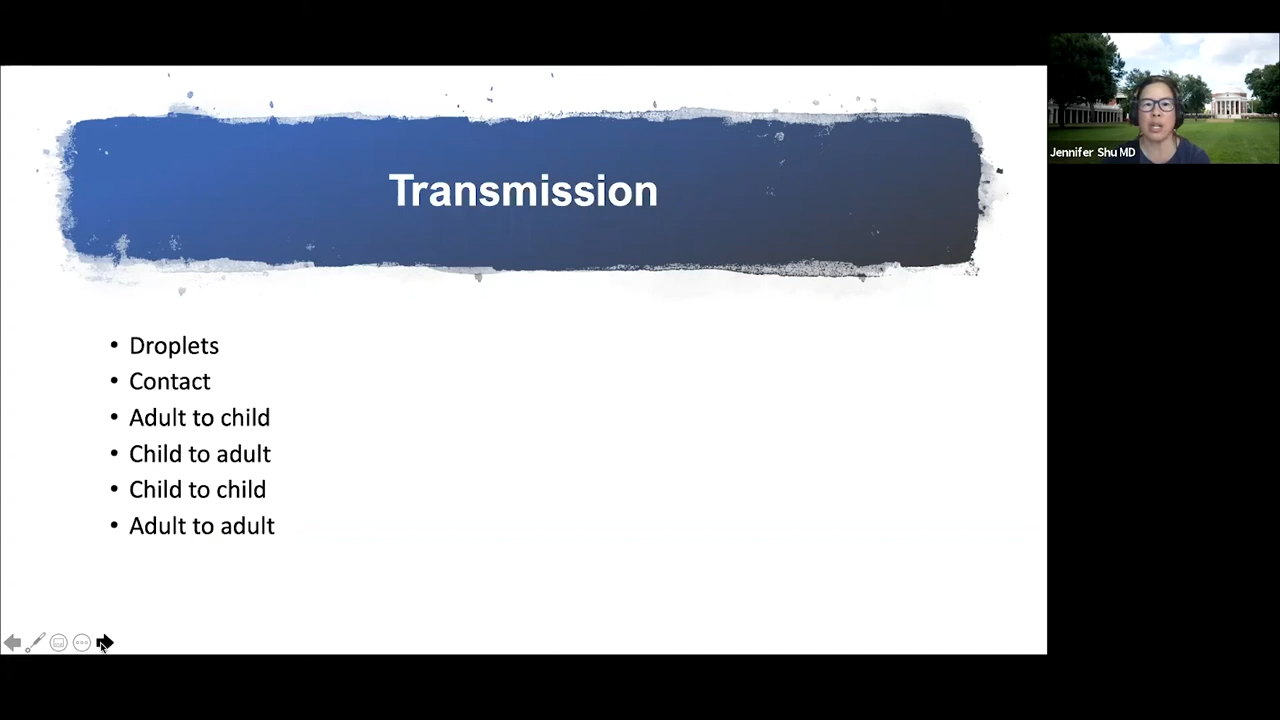 Transmission
• Droplets
• Contact
• Adult to child
• Child to adult
• Child to child
• Adult to adult
Jennifer Shu MD